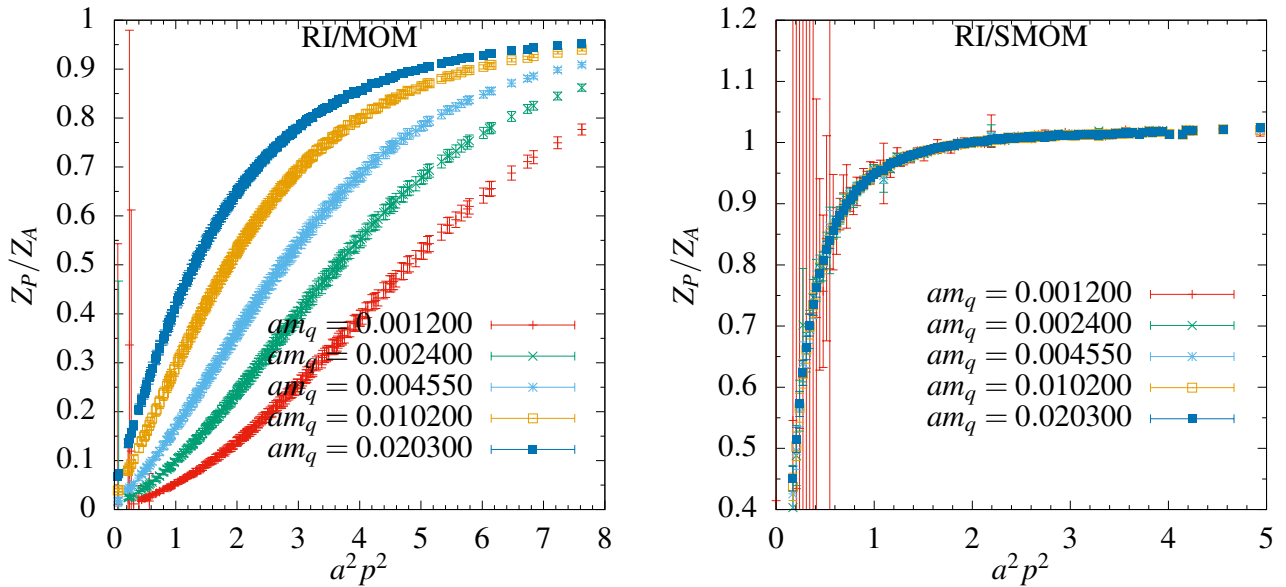 RI/MOM
1
0.9
0.8
0.7
0.6
0.5
0.4
0.3
0.2
0.1
0
Z_P/Z_A
am_q = 0.001200
am_q = 0.002400
am_q = 0.004550
am_q = 0.010200
am_q = 0.020300
0 1 2 3 4 5 6 7 8
a²p²
RI/SMOM
1.2
1.1
1
0.9
0.8
0.7
0.6
0.5
0.4
Z_P/Z_A
am_q = 0.001200
am_q = 0.002400
am_q = 0.004550
am_q = 0.010200
am_q = 0.020300
0 1 2 3 4 5
a²p²